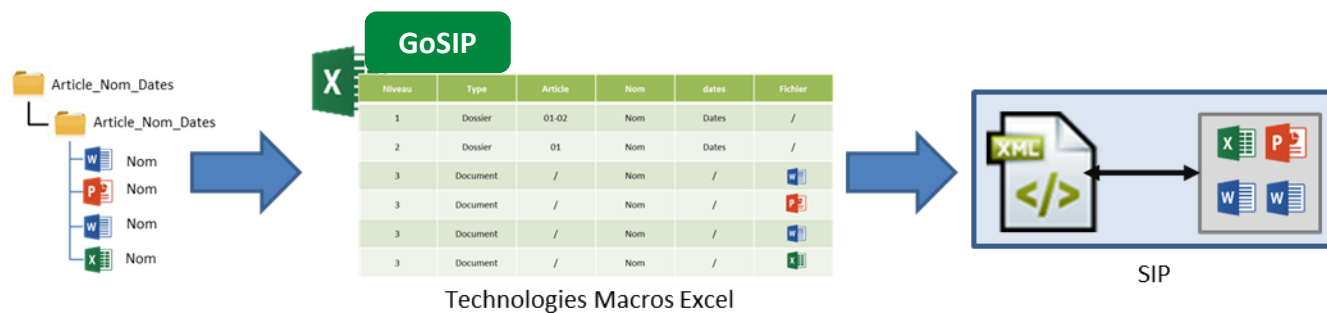 GoSIP
Article_Nom_Dates
Article_Nom_Dates
W Nom
P Nom
W Nom
X Nom
X
Niveau Type Article Nom dates Fichier
1 Dossier 01-02 Nom Dates /
2 Dossier 01 Nom Dates /
3 Document / Nom / W
3 Document / Nom / P
3 Document / Nom / W
3 Document / Nom / X
Technologies Macros Excel
XML
</>
X P
W W
SIP